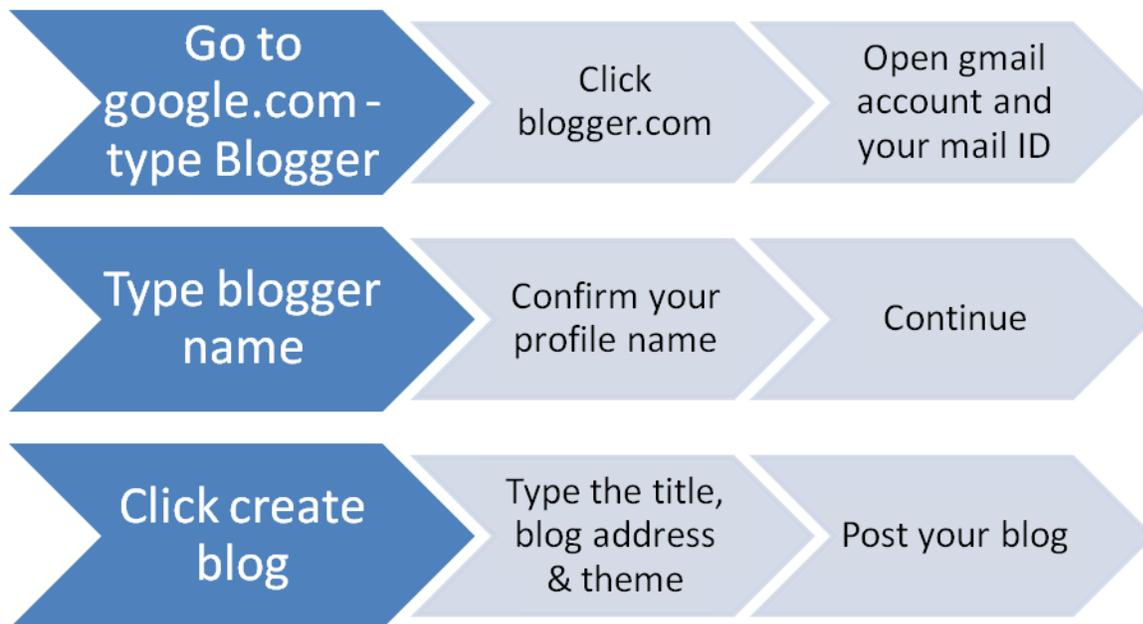 Go to
google.com -
type Blogger
Click
blogger.com
Open gmail
account and
your mail ID
Type blogger
name
Confirm your
profile name
Continue
Click create
blog
Type the title,
blog address
& theme
Post your blog